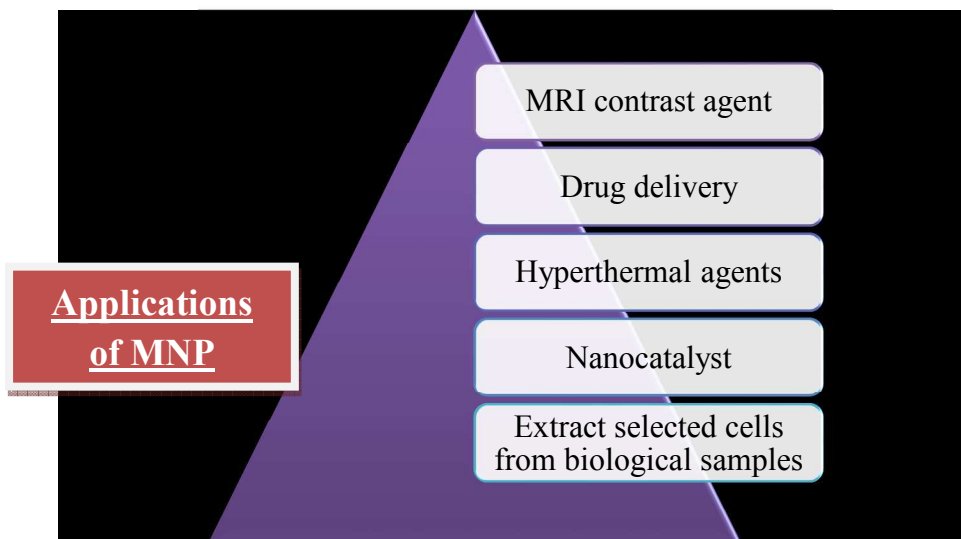 MRI contrast agent
Drug delivery
Hyperthermal agents
Applications
of MNP
Nanocatalyst
Extract selected cells
from biological samples